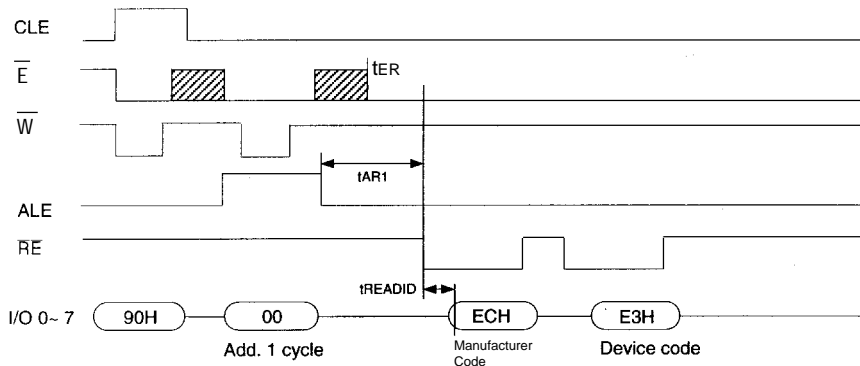 CLE
E
tER
W
tAR1
ALE
RE
tREADID
I/O 0~ 7
90H
00
ECH
E3H
Add. 1 cycle
Manufacturer
Code
Device code